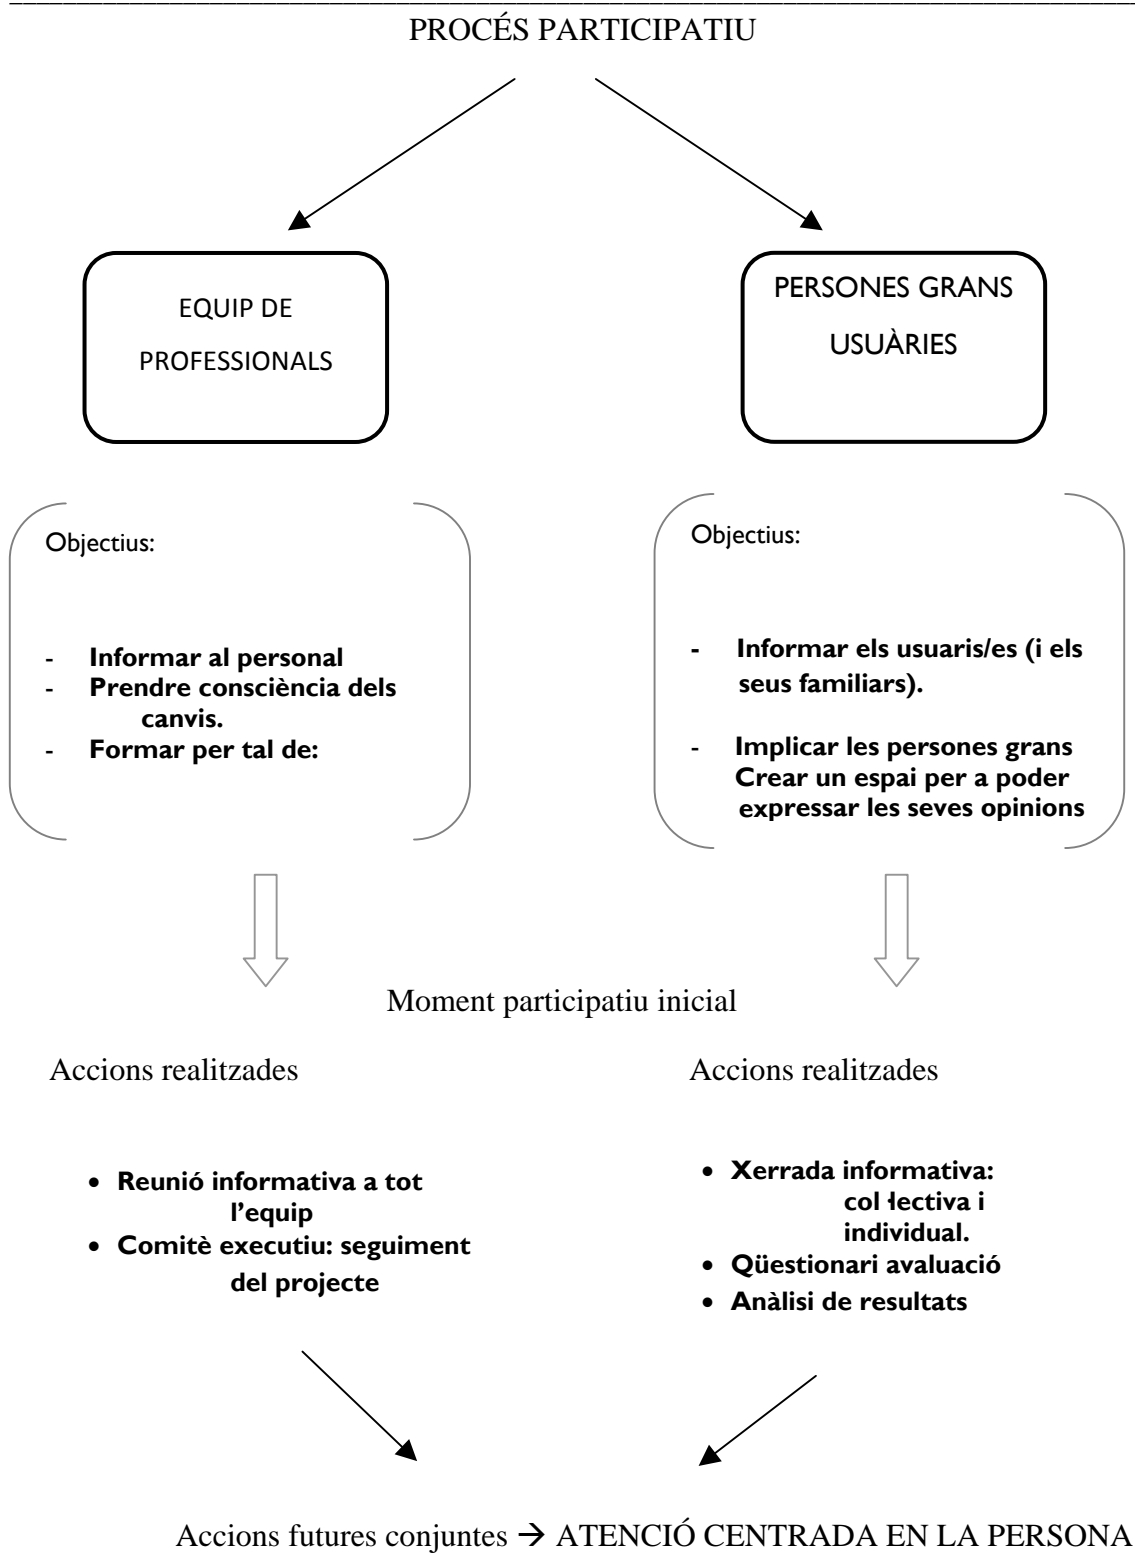 PROCÉS PARTICIPATIU
EQUIP DE
PROFESSIONALS
PERSONES GRANS
USUÀRIES
Objectius:
- Informar al personal
- Prendre consciència dels
canvis.
- Formar per tal de:
Objectius:
- Informar els usuaris/es (i els
seus familiars).
- Implicar les persones grans
Crear un espai per a poder
expressar les seves opinions
Moment participatiu inicial
Accions realitzades
• Reunió informativa a tot
l’equip
• Comitè executiu: seguiment
del projecte
Accions realitzades
• Xerrada informativa:
col·lectiva i
individual.
• Qüestionari avaluació
• Anàlisi de resultats
Accions futures conjuntes → ATENCIÓ CENTRADA EN LA PERSONA